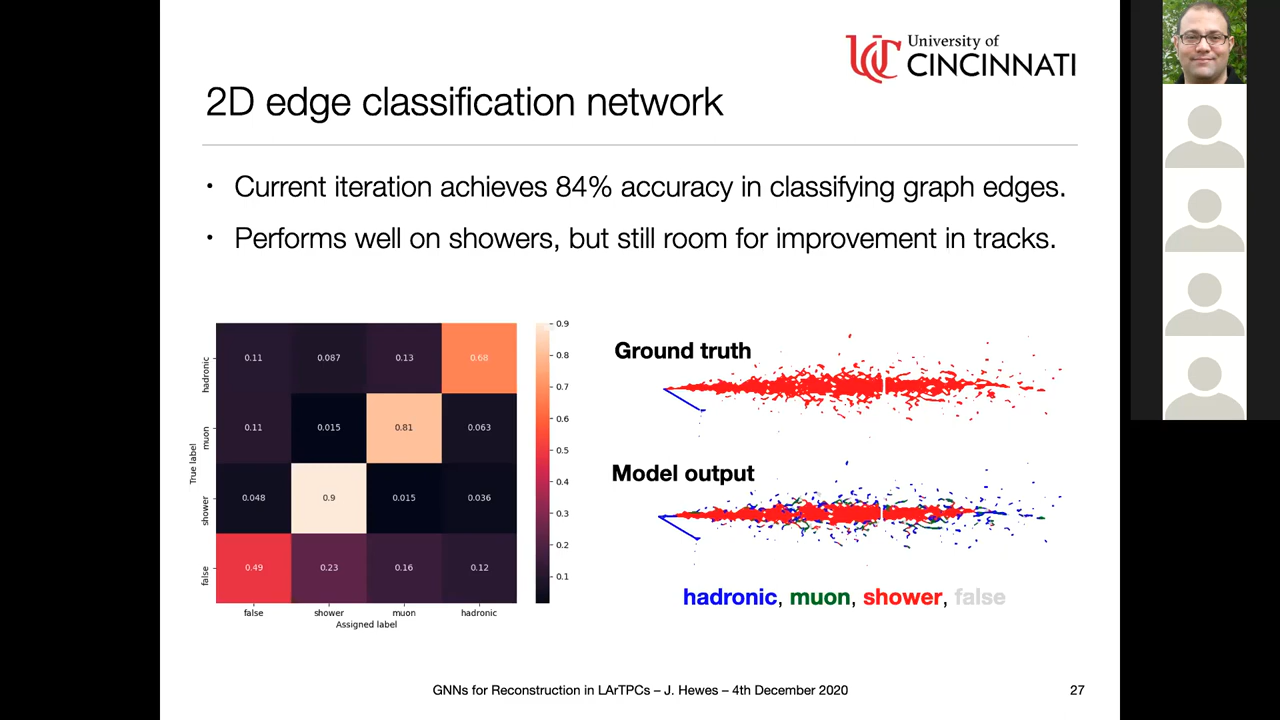 University of
CINCINNATI
2D edge classification network
• Current iteration achieves 84% accuracy in classifying graph edges.
• Performs well on showers, but still room for improvement in tracks.
True label
hadronic
muon
shower
false
0.11 0.087 0.13 0.68
0.11 0.015 0.81 0.063
0.048 0.9 0.015 0.036
0.49 0.23 0.16 0.12
false shower muon hadronic
Assigned label
0.9
0.8
0.7
0.6
0.5
0.4
0.3
0.2
0.1
Ground truth
Model output
hadronic, muon, shower, false
GNNs for Reconstruction in LArTPCs – J. Hewes – 4th December 2020
27